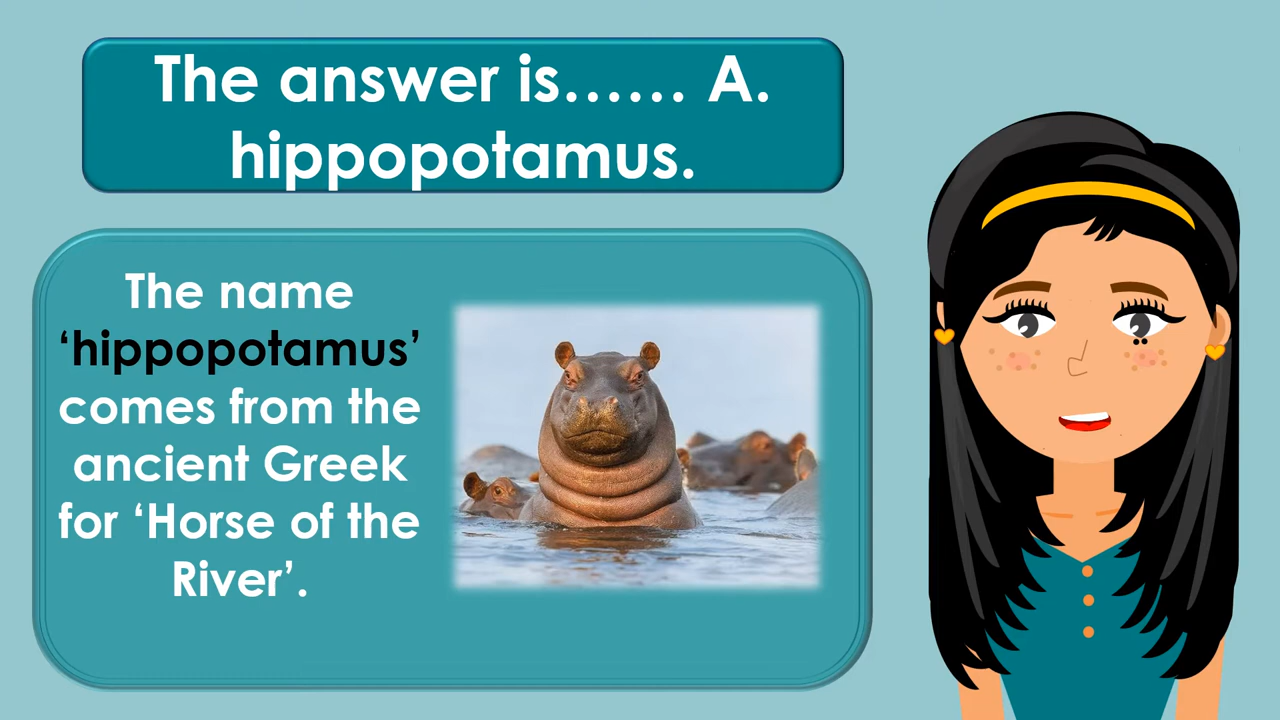 The answer is...... A.
hippopotamus.
The name
‘hippopotamus’
comes from the
ancient Greek
for ‘Horse of the
River’.